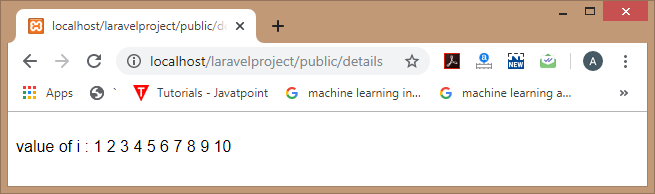 localhost/laravelproject/public/de
localhost/laravelproject/public/details
NEW
A
Apps
Tutorials - Javatpoint
machine learning in...
machine learning a...
»
value of i : 1 2 3 4 5 6 7 8 9 10